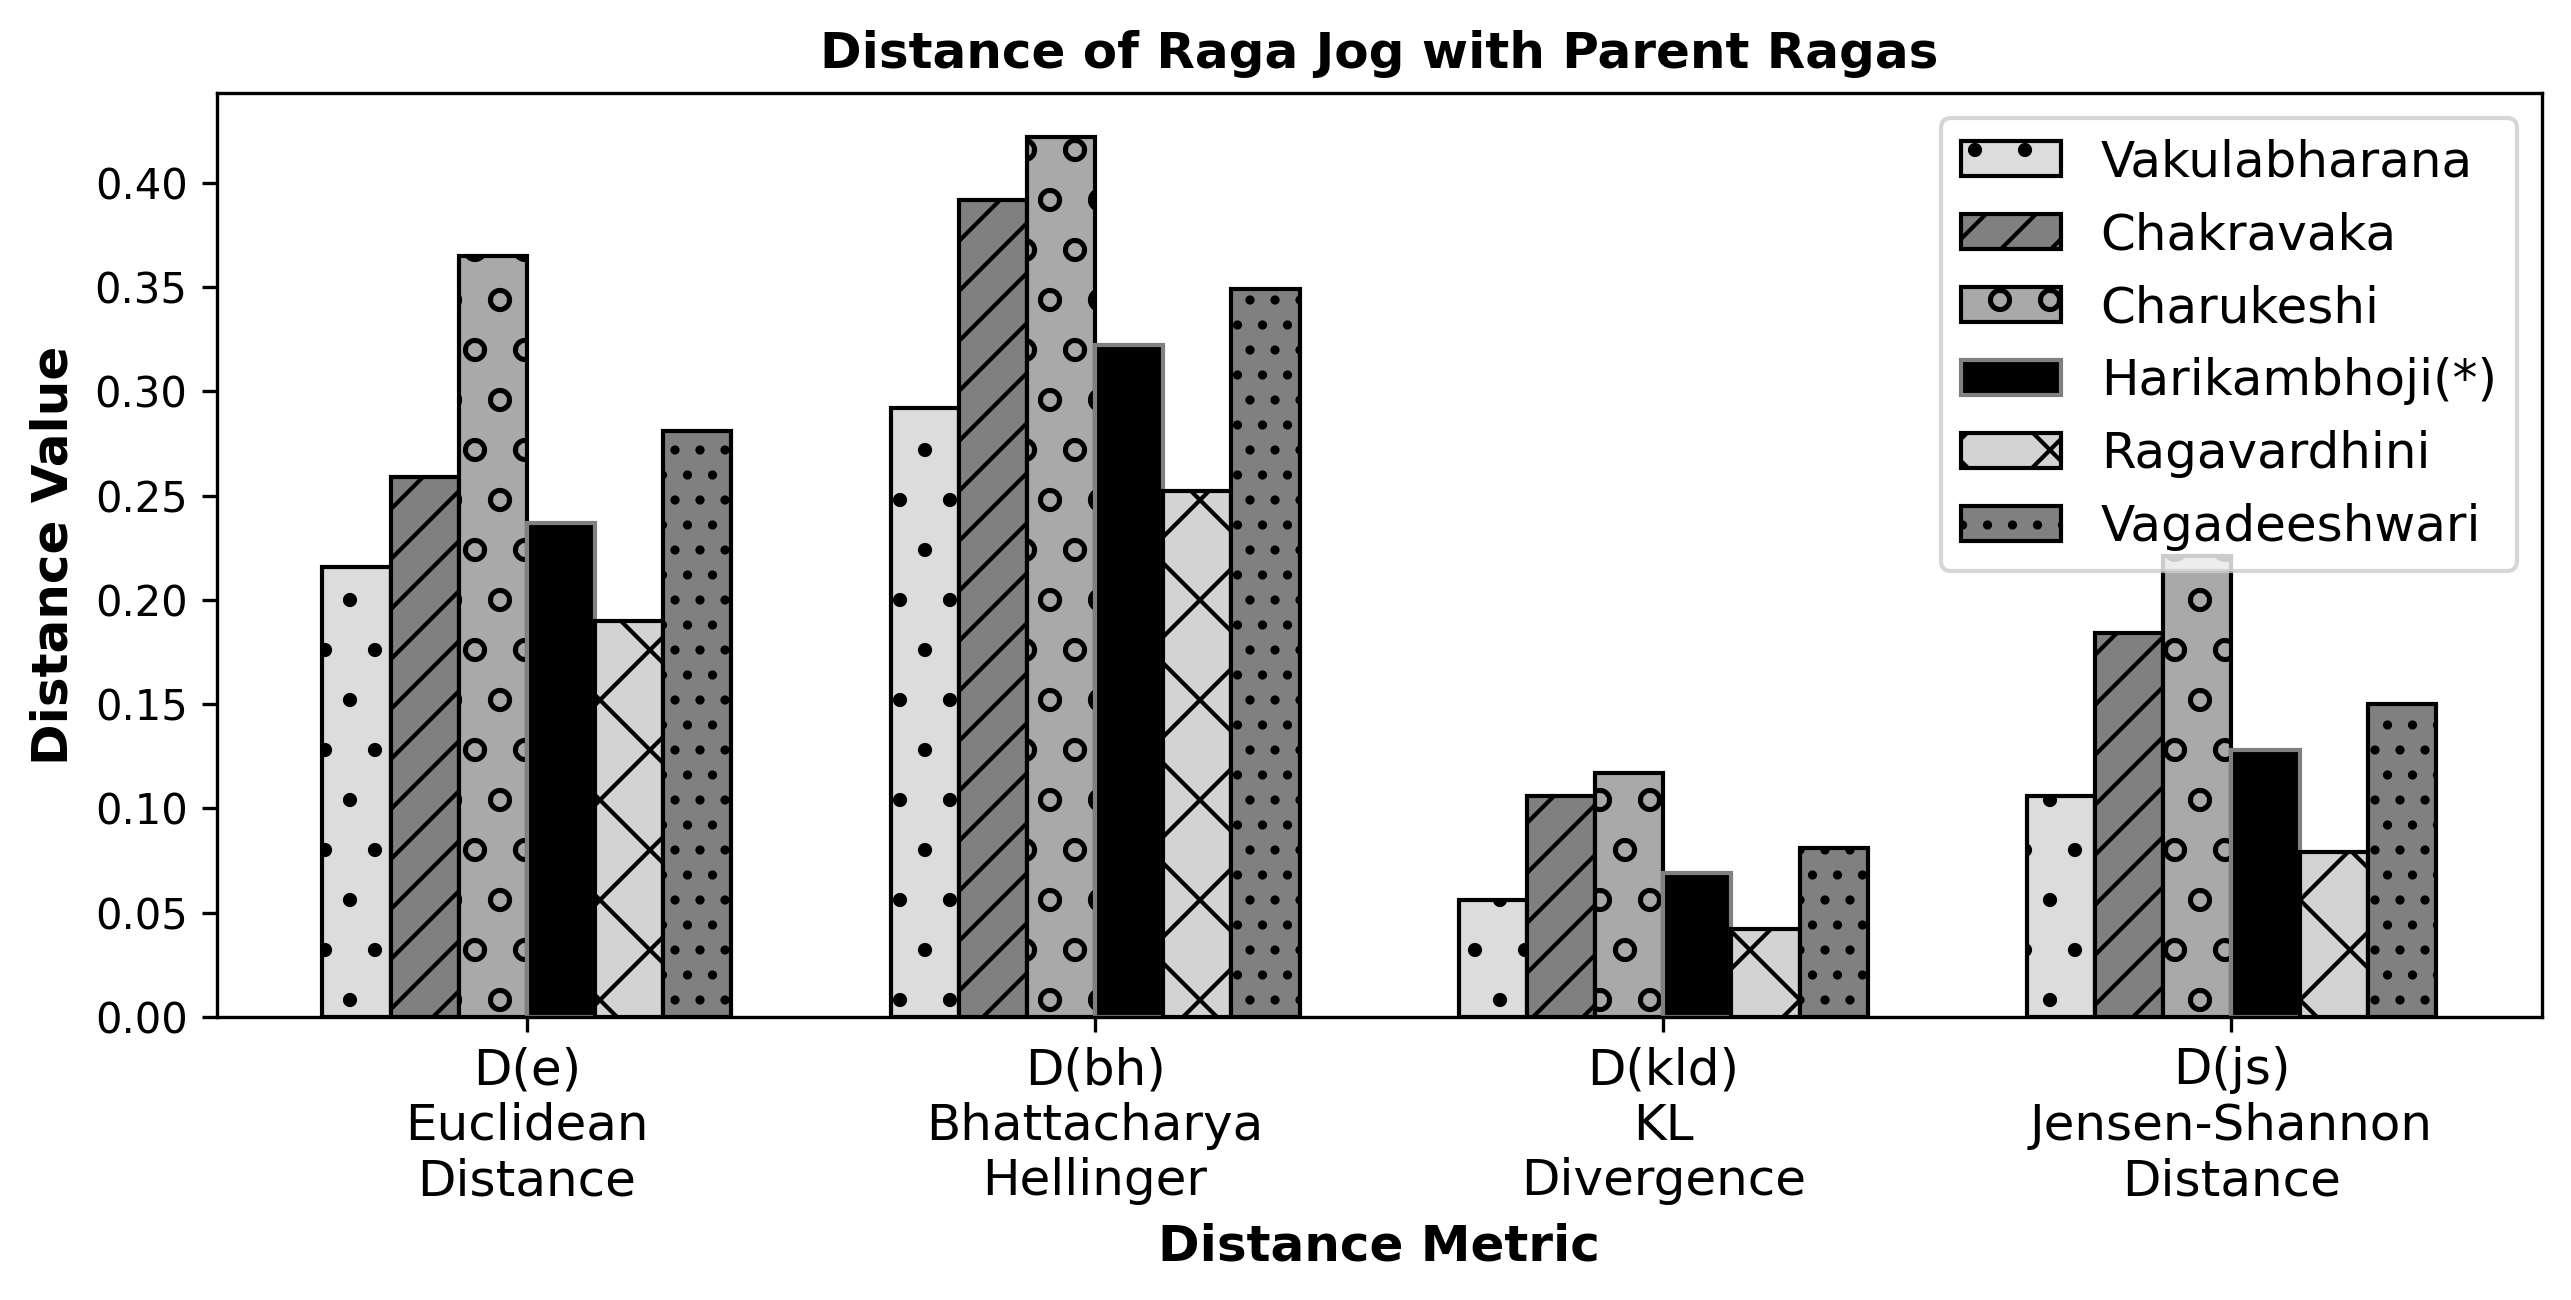 Distance of Raga Jog with Parent Ragas
Distance Value
0.40
0.35
0.30
0.25
0.20
0.15
0.10
0.05
0.00
Vakulabharana
Chakravaka
Charukeshi
Harikambhoji(*)
Ragavardhini
Vagadeeshwari
D(e)
Euclidean
Distance
D(bh)
Bhattacharya
Hellinger
D(kld)
KL
Divergence
D(js)
Jensen-Shannon
Distance
Distance Metric